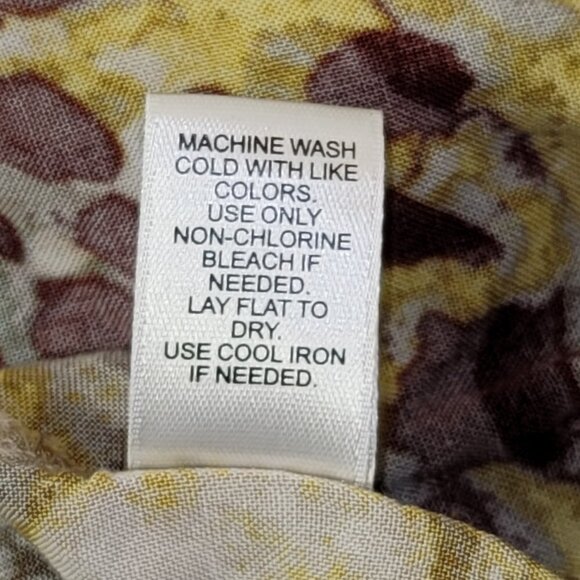 MACHINE WASH
COLD WITH LIKE
COLORS.
USE ONLY
NON-CHLORINE
BLEACH IF
NEEDED.
LAY FLAT TO
DRY.
USE COOL IRON
IF NEEDED.